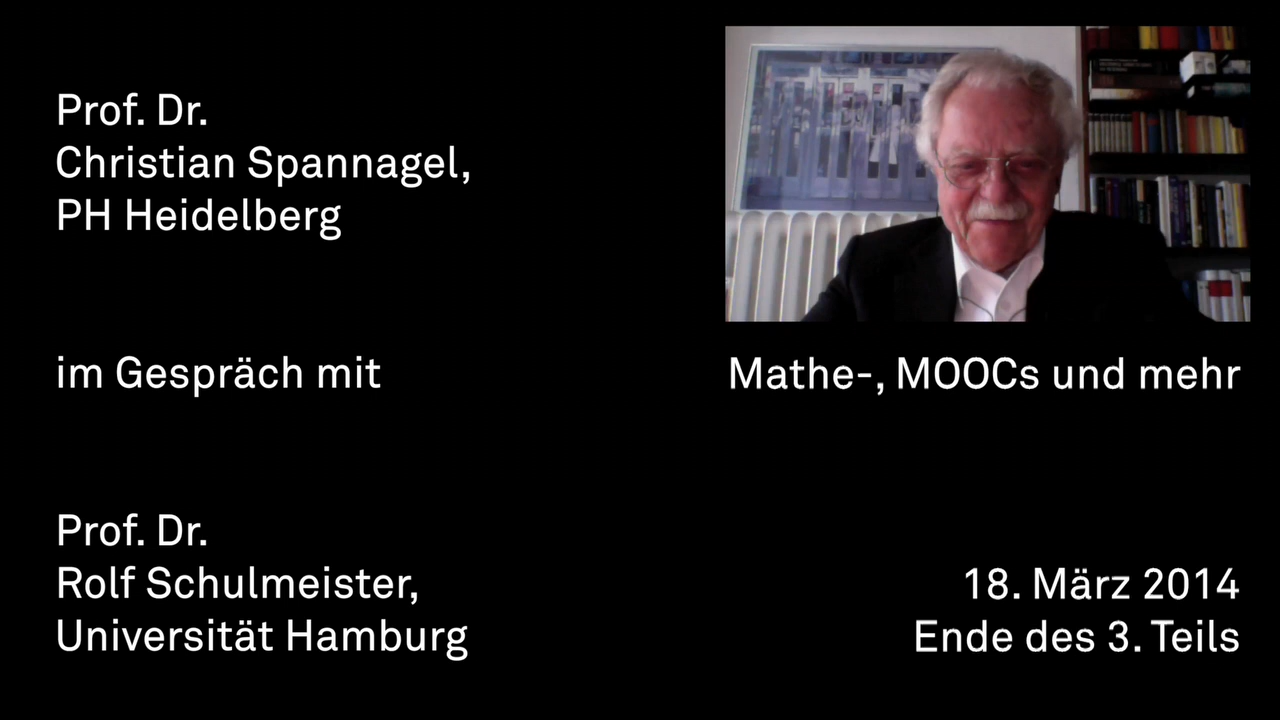 Prof. Dr.
Christian Spannagel,
PH Heidelberg
im Gespräch mit
Prof. Dr.
Rolf Schulmeister,
Universität Hamburg
Mathe-, MOOCs und mehr
18. März 2014
Ende des 3. Teils